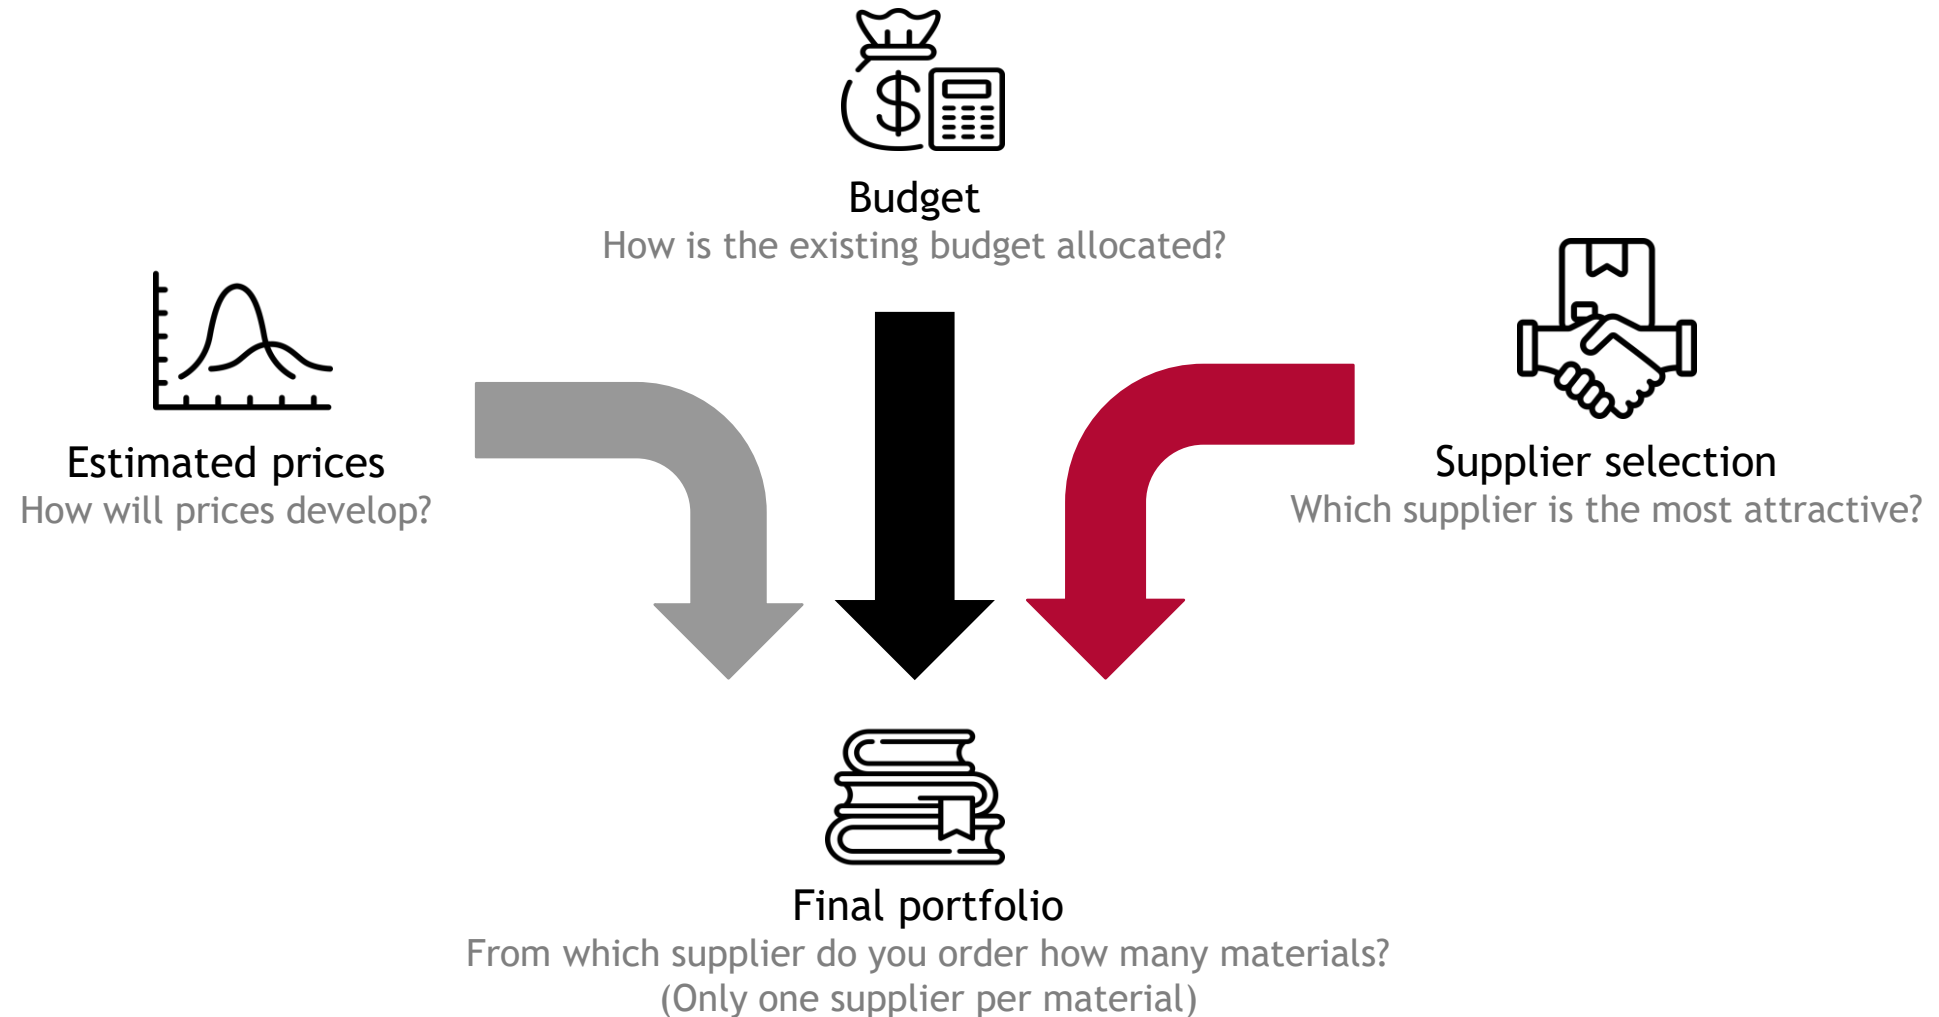 Budget
How is the existing budget allocated?
Estimated prices
How will prices develop?
Supplier selection
Which supplier is the most attractive?
Final portfolio
From which supplier do you order how many materials?
(Only one supplier per material)